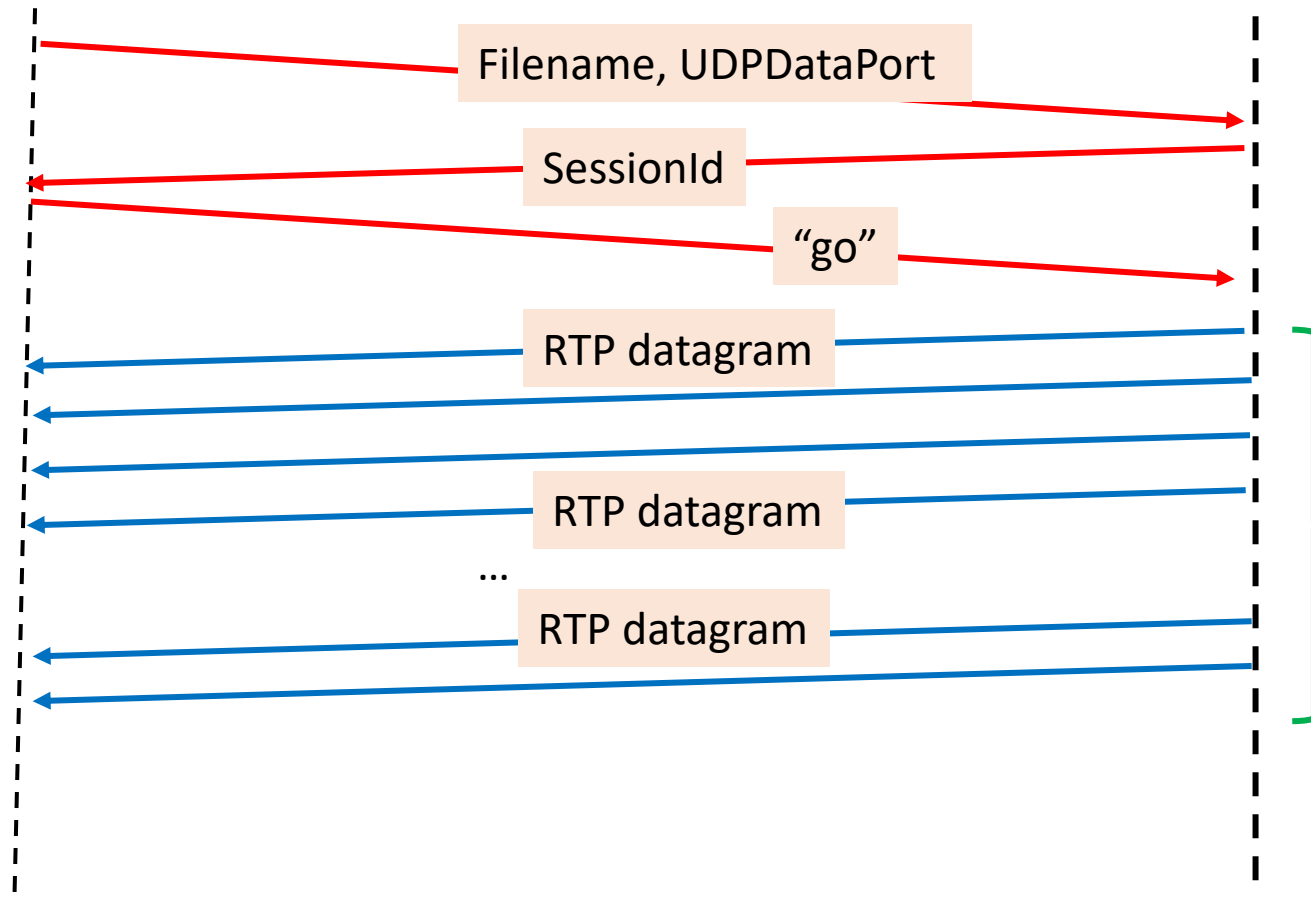 Filename, UDPDataPort
SessionId
“go”
RTP datagram
RTP datagram
...
RTP datagram